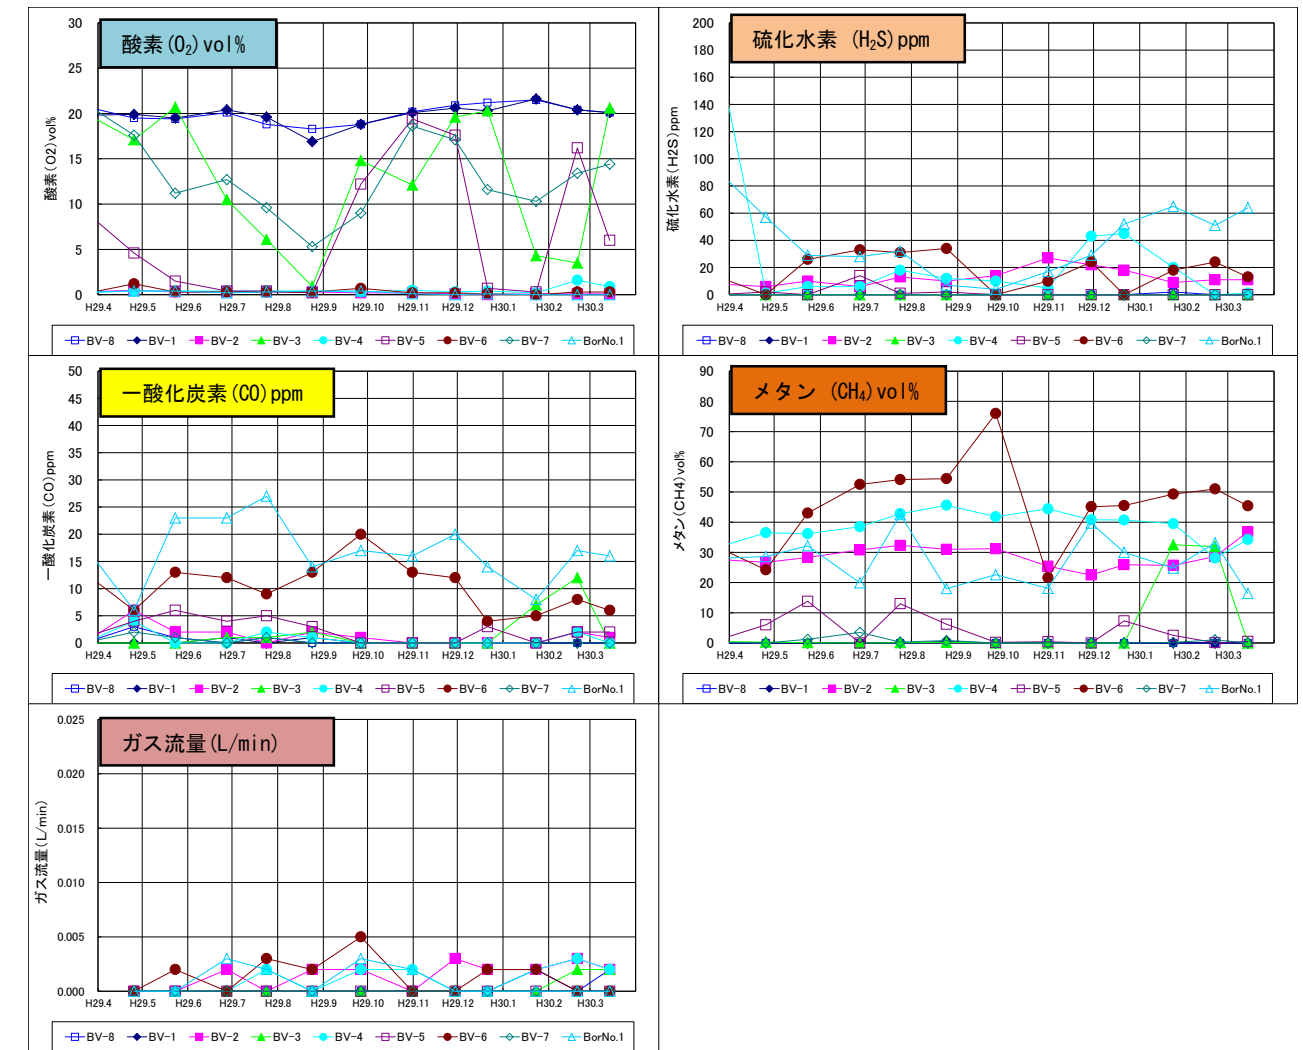 酸素(O₂)vol%
酸素(O2)vol%
30
25
20
15
10
5
0
H29.4 H29.5 H29.6 H29.7 H29.8 H29.9 H29.10 H29.11 H29.12 H30.1 H30.2 H30.3
BV-8 BV-1 BV-2 BV-3 BV-4 BV-5 BV-6 BV-7 BorNo.1
硫化水素 (H₂S)ppm
硫化水素(H2S)ppm
200
180
160
140
120
100
80
60
40
20
0
H29.4 H29.5 H29.6 H29.7 H29.8 H29.9 H29.10 H29.11 H29.12 H30.1 H30.2 H30.3
BV-8 BV-1 BV-2 BV-3 BV-4 BV-5 BV-6 BV-7 BorNo.1
一酸化炭素(CO)ppm
一酸化炭素(CO)ppm
50
45
40
35
30
25
20
15
10
5
0
H29.4 H29.5 H29.6 H29.7 H29.8 H29.9 H29.10 H29.11 H29.12 H30.1 H30.2 H30.3
BV-8 BV-1 BV-2 BV-3 BV-4 BV-5 BV-6 BV-7 BorNo.1
メタン (CH₄)vol%
メタン(CH4)vol%
90
80
70
60
50
40
30
20
10
0
H29.4 H29.5 H29.6 H29.7 H29.8 H29.9 H29.10 H29.11 H29.12 H30.1 H30.2 H30.3
BV-8 BV-1 BV-2 BV-3 BV-4 BV-5 BV-6 BV-7 BorNo.1
ガス流量(L/min)
ガス流量(L/min)
0.025
0.020
0.015
0.010
0.005
0.000
H29.4 H29.5 H29.6 H29.7 H29.8 H29.9 H29.10 H29.11 H29.12 H30.1 H30.2 H30.3
BV-8 BV-1 BV-2 BV-3 BV-4 BV-5 BV-6 BV-7 BorNo.1